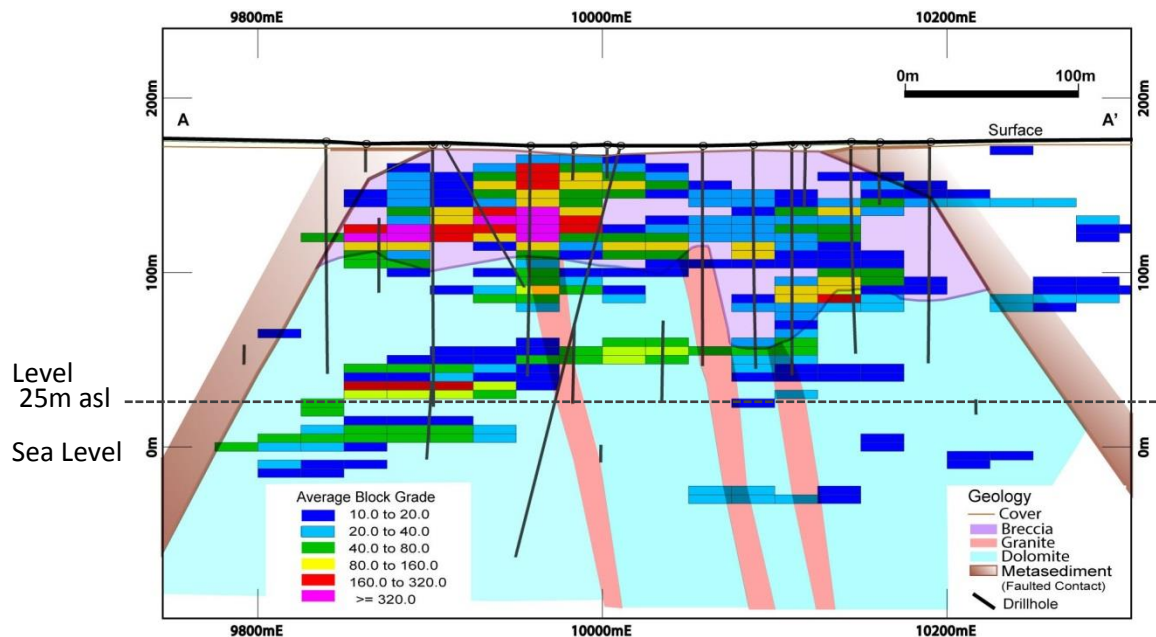 9800mE 10000mE 10200mE
0m 100m
200m 200m
A A'
Surface
100m 100m
Level
25m asl
Sea Level
0m 0m
Average Block Grade
10.0 to 20.0
20.0 to 40.0
40.0 to 80.0
80.0 to 160.0
160.0 to 320.0
>= 320.0
Geology
Cover
Breccia
Granite
Dolomite
Metasediment
(Faulted Contact)
Drillhole
9800mE 10000mE 10200mE